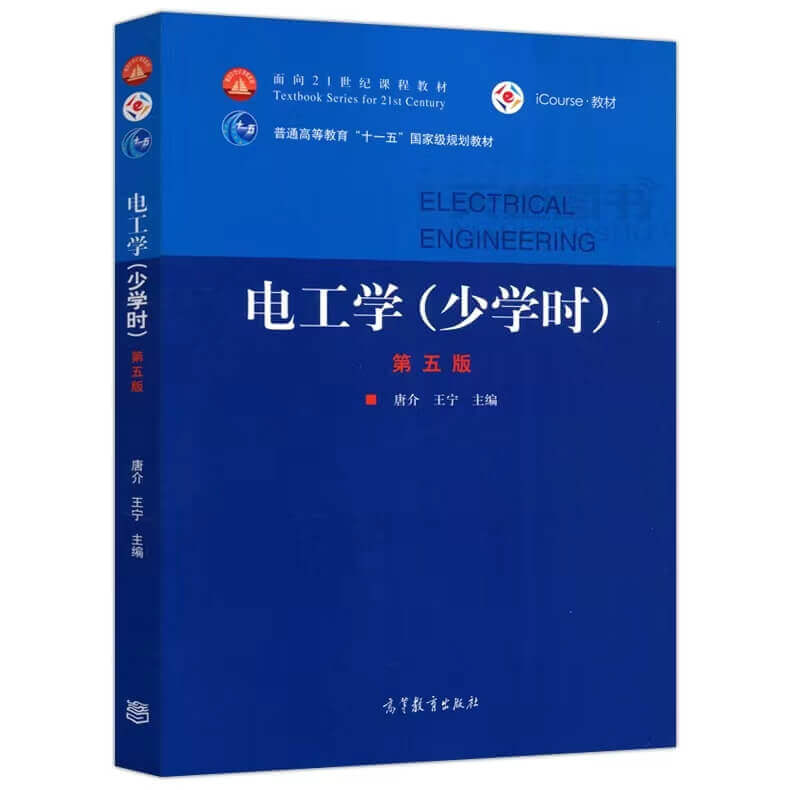 面向21世纪课程教材
Textbook Series for 21st Century
iCourse·教材
普通高等教育“十一五”国家级规划教材
ELECTRICAL
ENGINEERING
电工学(少学时)
第五版
唐介 王宁 主编
高等教育出版社
十一五
电工学(少学时)
第五版
唐介 王宁 主编